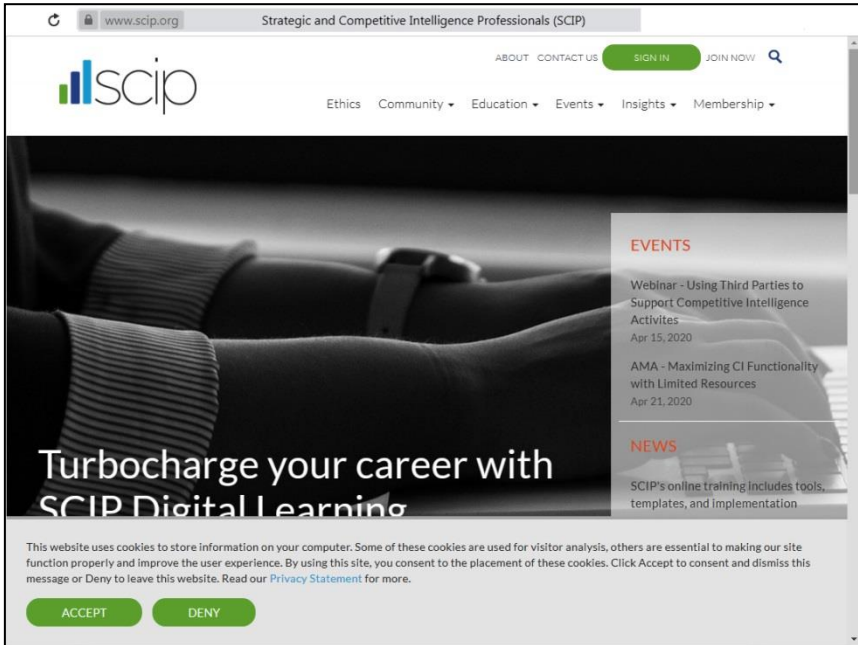 www.scip.org Strategic and Competitive Intelligence Professionals (SCIP)
ABOUT CONTACT US SIGN IN JOIN NOW
scip
Ethics Community Education Events Insights Membership
EVENTS
Webinar - Using Third Parties to
Support Competitive Intelligence
Activites
Apr 15, 2020
AMA - Maximizing CI Functionality
with Limited Resources
Apr 21, 2020
NEWS
SCIP's online training includes tools,
templates, and implementation
Turbocharge your career with
SCIP Digital Learning
This website uses cookies to store information on your computer. Some of these cookies are used for visitor analysis, others are essential to making our site
function properly and improve the user experience. By using this site, you consent to the placement of these cookies. Click Accept to consent and dismiss this
message or Deny to leave this website. Read our Privacy Statement for more.
ACCEPT DENY